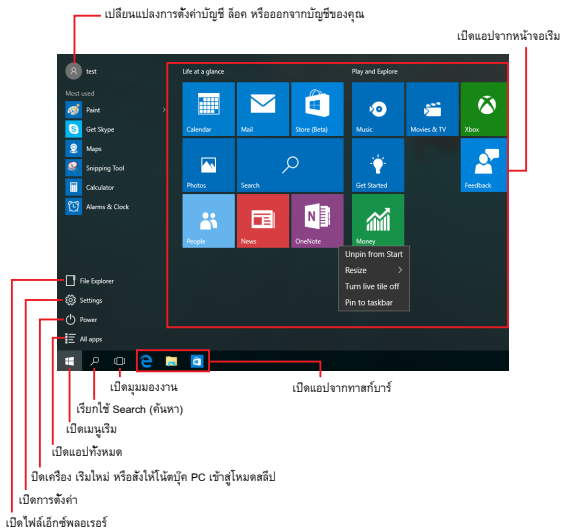 เปลี่ยนแปลงการตั้งค่าบัญชี ล็อค หรือออกจากบัญชีของคุณ
เปิดแอปจากหน้าจอเริ่ม
test
Life at a glance
Play and Explore
Most used
Paint
Get Skype
Maps
Snipping Tool
Calculator
Alarms & Clock
Calendar
Mail
Store (Beta)
Music
Movies & TV
Xbox
Photos
Search
Get Started
Feedback
People
News
OneNote
Money
Unpin from Start
Resize
Turn live tile off
Pin to taskbar
File Explorer
Settings
Power
All apps
เปิดมุมมองงาน
เปิดแอปจากทาสก์บาร์
เรียกใช้ Search (ค้นหา)
เปิดเมนูเริ่ม
เปิดแอปทั้งหมด
ปิดเครื่อง เริ่มใหม่ หรือสั่งให้โน้ตบุ๊ค PC เข้าสู่โหมดสลีป
เปิดการตั้งค่า
เปิดไฟล์เอ็กซ์พลอเรอร์